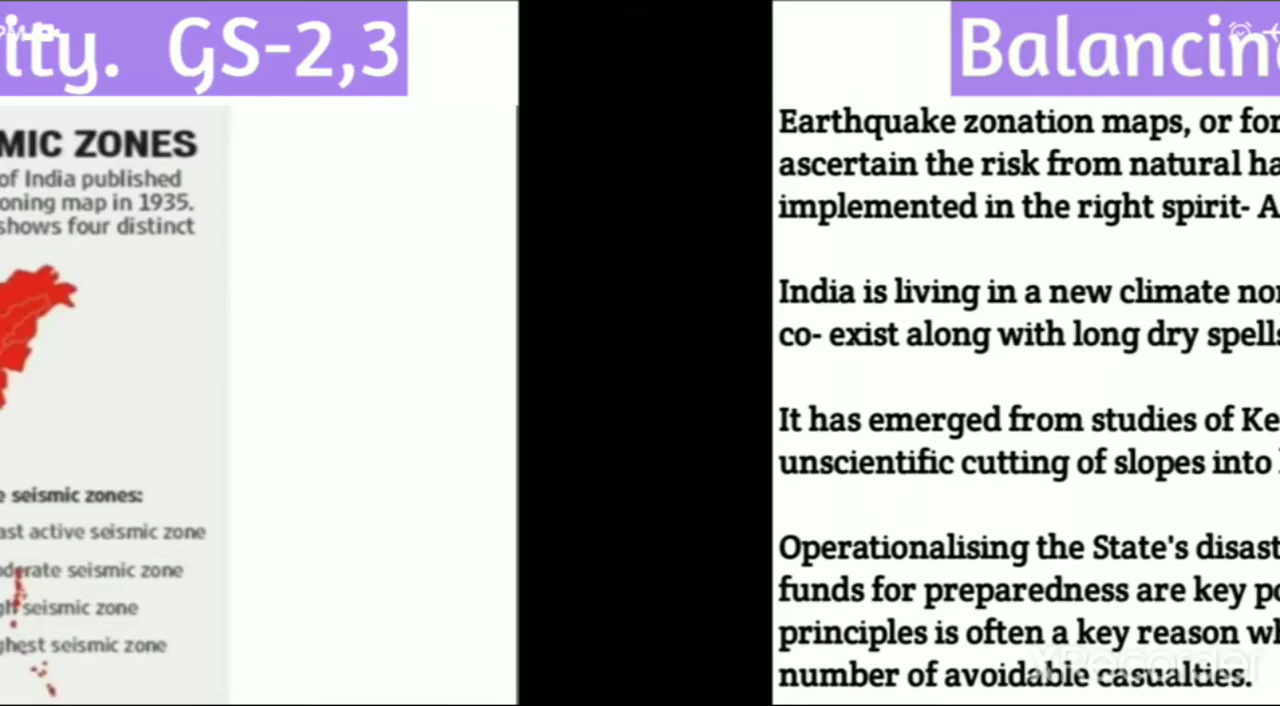 ity. GS-2,3
MIC ZONES
of India published
oning map in 1935.
shows four distinct
e seismic zones:
ast active seismic zone
oderate seismic zone
gh seismic zone
ghest seismic zone
Balancin
Earthquake zonation maps, or for
ascertain the risk from natural ha
implemented in the right spirit- A
India is living in a new climate nor
co- exist along with long dry spells
It has emerged from studies of Ke
unscientific cutting of slopes into
Operationalising the State's disast
funds for preparedness are key po
principles is often a key reason wh
number of avoidable casualties.
XRecorder